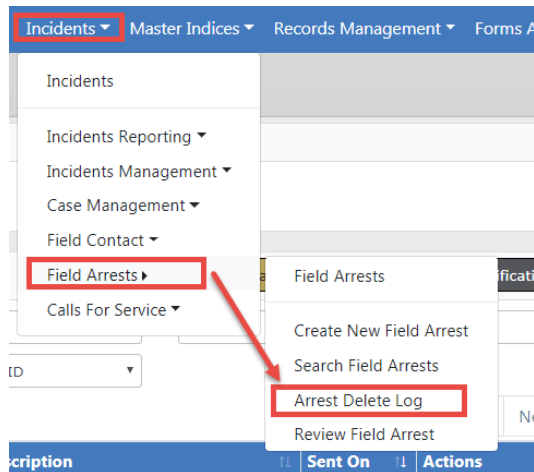 Incidents ▾ Master Indices ▾ Records Management ▾ Forms A
Incidents
Incidents Reporting ▾
Incidents Management ▾
Case Management ▾
Field Contact ▾
Field Arrests ▸
Calls For Service ▾
Field Arrests
Create New Field Arrest
Search Field Arrests
Arrest Delete Log
Review Field Arrest
ificati
ID
Ne
scription Sent On Actions